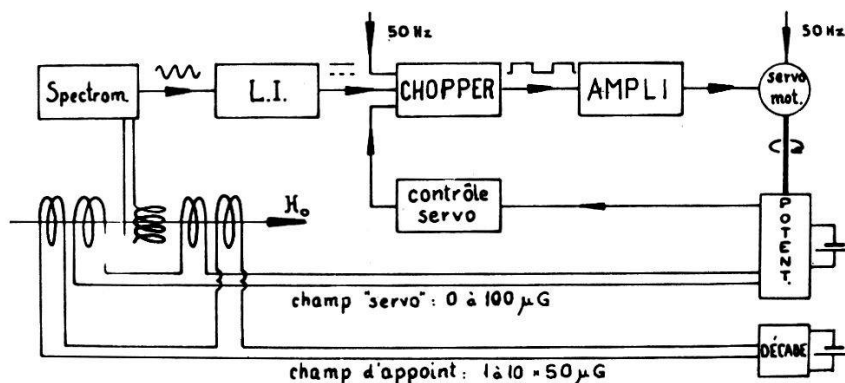 50 Hz
50 Hz
Spectrom.
L.I.
CHOPPER
AMPLI
servo
mot.
contrôle
servo
H₀
POTENT.
champ "servo" : 0 à 100 µG
DÉCADE
champ d'appoint : 1 à 10 × 50 µG